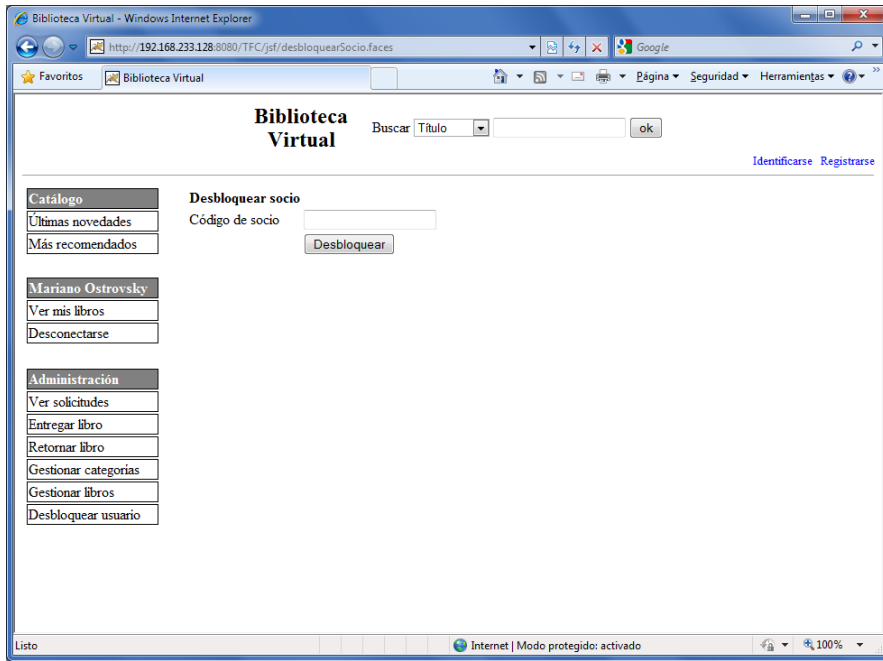 Biblioteca Virtual - Windows Internet Explorer
http://192.168.233.128:8080/TFC/jsf/desbloquearSocio.faces
Google
Favoritos
Biblioteca Virtual
Página
Seguridad
Herramientas
Biblioteca
Virtual
Buscar Título ok
Identificarse Registrarse
Catálogo
Últimas novedades
Más recomendados
Mariano Ostrovsky
Ver mis libros
Desconectarse
Administración
Ver solicitudes
Entregar libro
Retornar libro
Gestionar categorias
Gestionar libros
Desbloquear usuario
Desbloquear socio
Código de socio
Desbloquear
Listo
Internet | Modo protegido: activado
100%